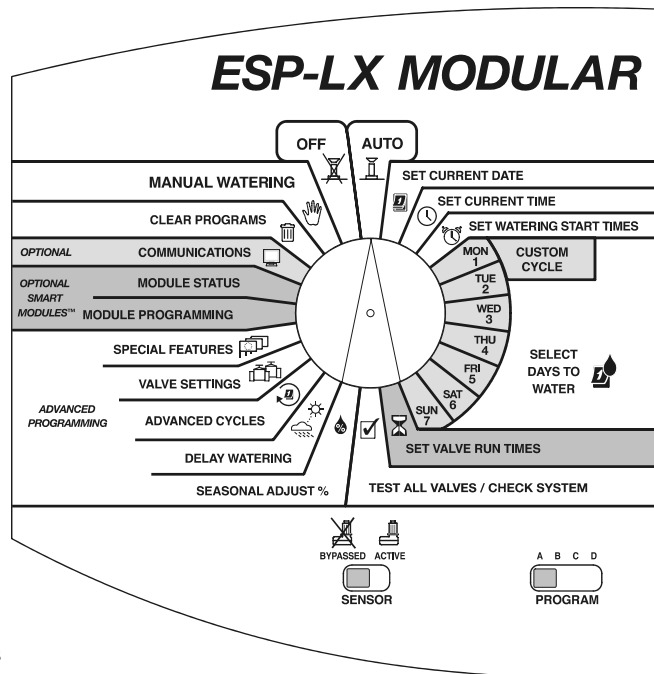 ESP-LX MODULAR
OFF
AUTO
MANUAL WATERING
CLEAR PROGRAMS
OPTIONAL
COMMUNICATIONS
OPTIONAL
SMART
MODULES™
MODULE STATUS
MODULE PROGRAMMING
SPECIAL FEATURES
VALVE SETTINGS
ADVANCED
PROGRAMMING
ADVANCED CYCLES
DELAY WATERING
SEASONAL ADJUST %
SET CURRENT DATE
1
SET CURRENT TIME
SET WATERING START TIMES
MON
1
CUSTOM
CYCLE
TUE
2
WED
3
THU
4
FRI
5
SAT
6
SUN
7
SELECT
DAYS TO
WATER
1
SET VALVE RUN TIMES
TEST ALL VALVES / CHECK SYSTEM
%
BYPASSED ACTIVE
SENSOR
A B C D
PROGRAM